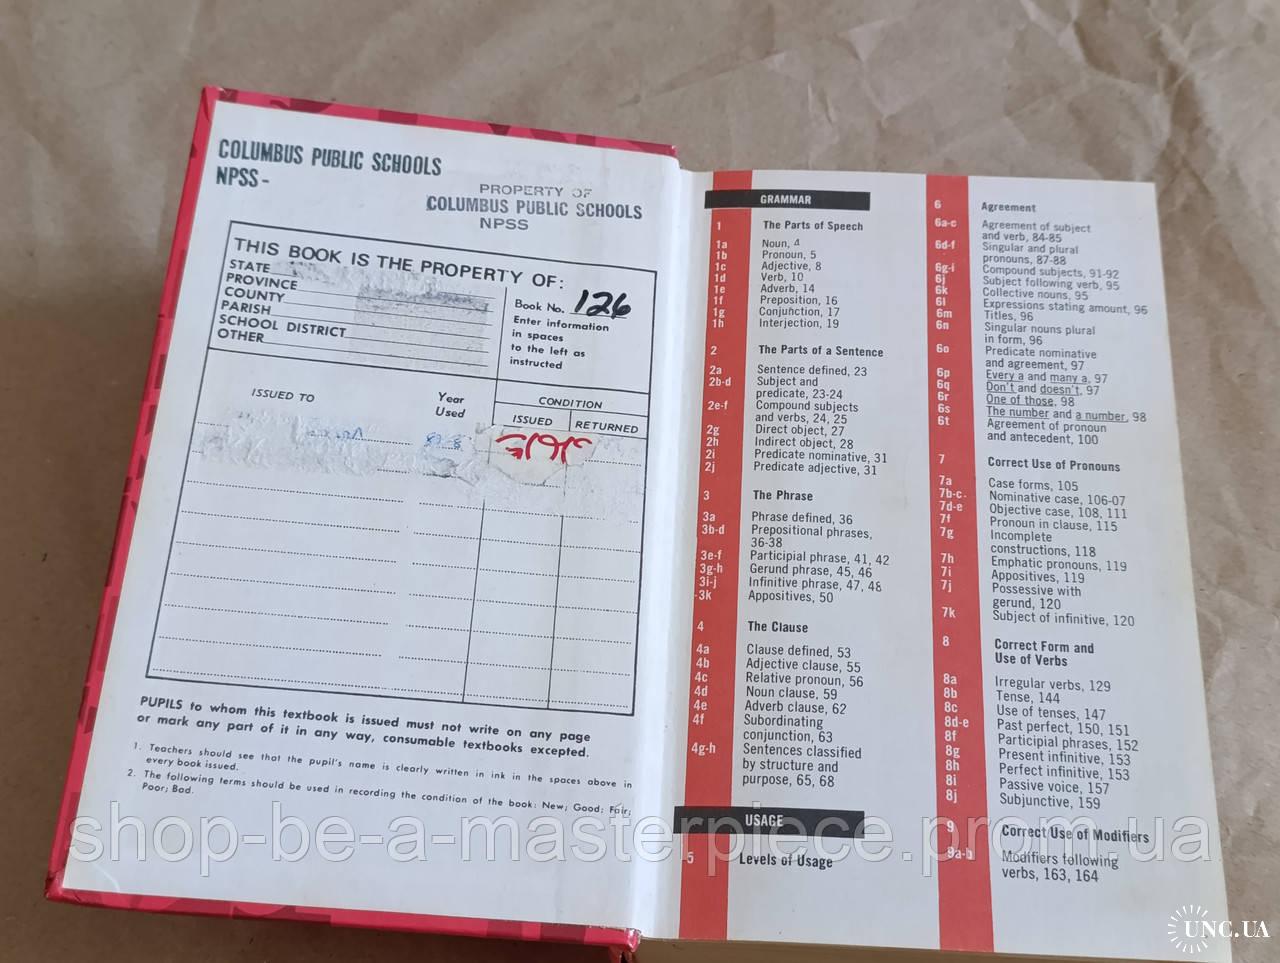 COLUMBUS PUBLIC SCHOOLS
NPSS-
PROPERTY OF
COLUMBUS PUBLIC SCHOOLS
NPSS
THIS BOOK IS THE PROPERTY OF:
STATE
PROVINCE
COUNTY
PARISH
SCHOOL DISTRICT
OTHER
Book No. 126
Enter information
in spaces
to the left as
instructed
ISSUED TO
Year
Used
CONDITION
ISSUED
RETURNED
PUPILS to whom this textbook is issued must not write on any page
or mark any part of it in any way, consumable textbooks excepted.
1. Teachers should see that the pupil's name is clearly written in ink in the spaces above in
every book issued.
2. The following terms should be used in recording the condition of the book: New; Good; Fair;
Poor; Bad.
GRAMMAR
1 The Parts of Speech
1a Noun, 4
1b Pronoun, 5
1c Adjective, 8
1d Verb, 10
1e Adverb, 14
1f Preposition, 16
1g Conjunction, 17
1h Interjection, 19
2 The Parts of a Sentence
2a Sentence defined, 23
2b-d Subject and
predicate, 23-24
2e-f Compound subjects
and verbs, 24, 25
2g Direct object, 27
2h Indirect object, 28
2i Predicate nominative, 31
2j Predicate adjective, 31
3 The Phrase
3a Phrase defined, 36
3b-d Prepositional phrases,
36-38
3e-f Participial phrase, 41, 42
3g-h Gerund phrase, 45, 46
3i-j Infinitive phrase, 47, 48
3k Appositives, 50
4 The Clause
4a Clause defined, 53
4b Adjective clause, 55
4c Relative pronoun, 56
4d Noun clause, 59
4e Adverb clause, 62
4f Subordinating
conjunction, 63
4g-h Sentences classified
by structure and
purpose, 65, 68
USAGE
5 Levels of Usage
6 Agreement
6a-c Agreement of subject
and verb, 84-85
6d-f Singular and plural
pronouns, 87-88
6g-i Compound subjects, 91-92
6j Subject following verb, 95
6k Collective nouns, 95
6l Expressions stating amount, 96
6m Titles, 96
6n Singular nouns plural
in form, 96
6o Predicate nominative
and agreement, 97
6p Every a and many a, 97
6q Don't and doesn't, 97
6r One of those, 98
6s The number and a number, 98
6t Agreement of pronoun
and antecedent, 100
7 Correct Use of Pronouns
7a Case forms, 105
7b-c Nominative case, 106-07
7d-e Objective case, 108, 111
7f Pronoun in clause, 115
7g Incomplete
constructions, 118
7h Emphatic pronouns, 119
7i Appositives, 119
7j Possessive with
gerund, 120
7k Subject of infinitive, 120
8 Correct Form and
Use of Verbs
8a Irregular verbs, 129
8b Tense, 144
8c Use of tenses, 147
8d-e Past perfect, 150, 151
8f Participial phrases, 152
8g Present infinitive, 153
8h Perfect infinitive, 153
8i Passive voice, 157
8j Subjunctive, 159
9 Correct Use of Modifiers
9a-b Modifiers following
verbs, 163, 164
shop-be-a-masterpiece.prom.ua
UNC.UA